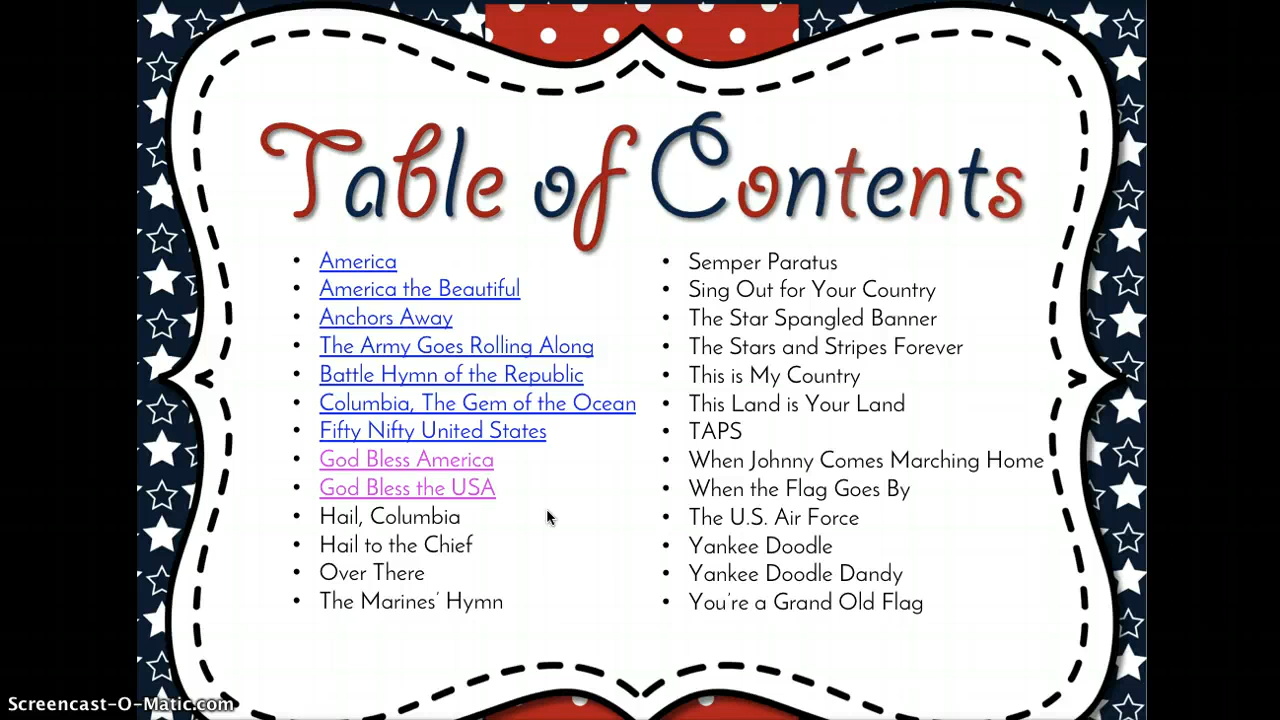 Table of Contents
• America
• America the Beautiful
• Anchors Away
• The Army Goes Rolling Along
• Battle Hymn of the Republic
• Columbia, The Gem of the Ocean
• Fifty Nifty United States
• God Bless America
• God Bless the USA
• Hail, Columbia
• Hail to the Chief
• Over There
• The Marines' Hymn
• Semper Paratus
• Sing Out for Your Country
• The Star Spangled Banner
• The Stars and Stripes Forever
• This is My Country
• This Land is Your Land
• TAPS
• When Johnny Comes Marching Home
• When the Flag Goes By
• The U.S. Air Force
• Yankee Doodle
• Yankee Doodle Dandy
• You're a Grand Old Flag
Screencast-O-Matic.com